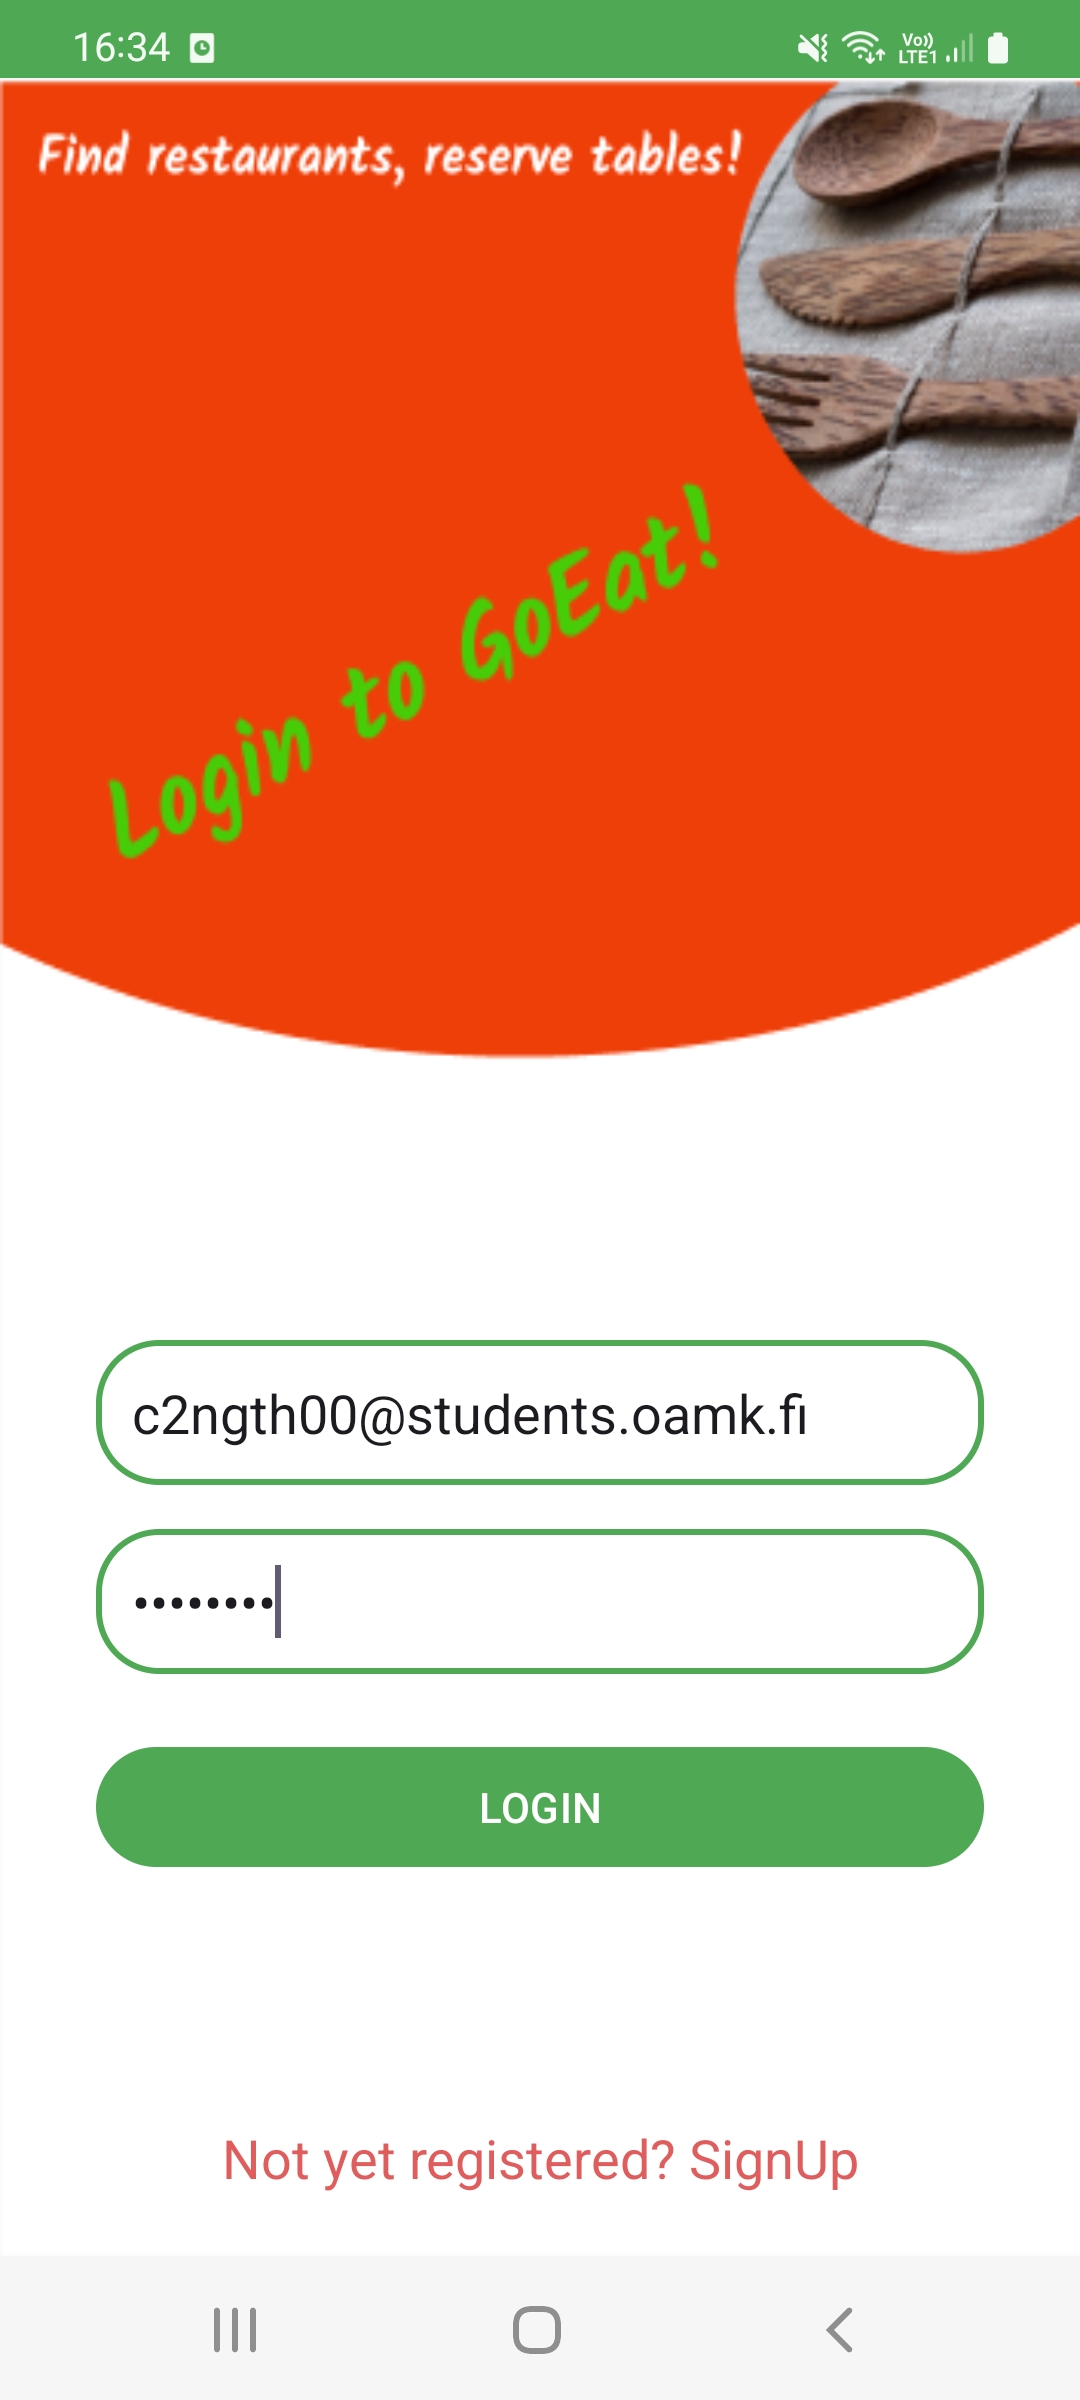 16:34
Vo))
LTE1
Find restaurants, reserve tables!
Login to GoEat!
c2ngth00@students.oamk.fi
••••••••
LOGIN
Not yet registered? SignUp